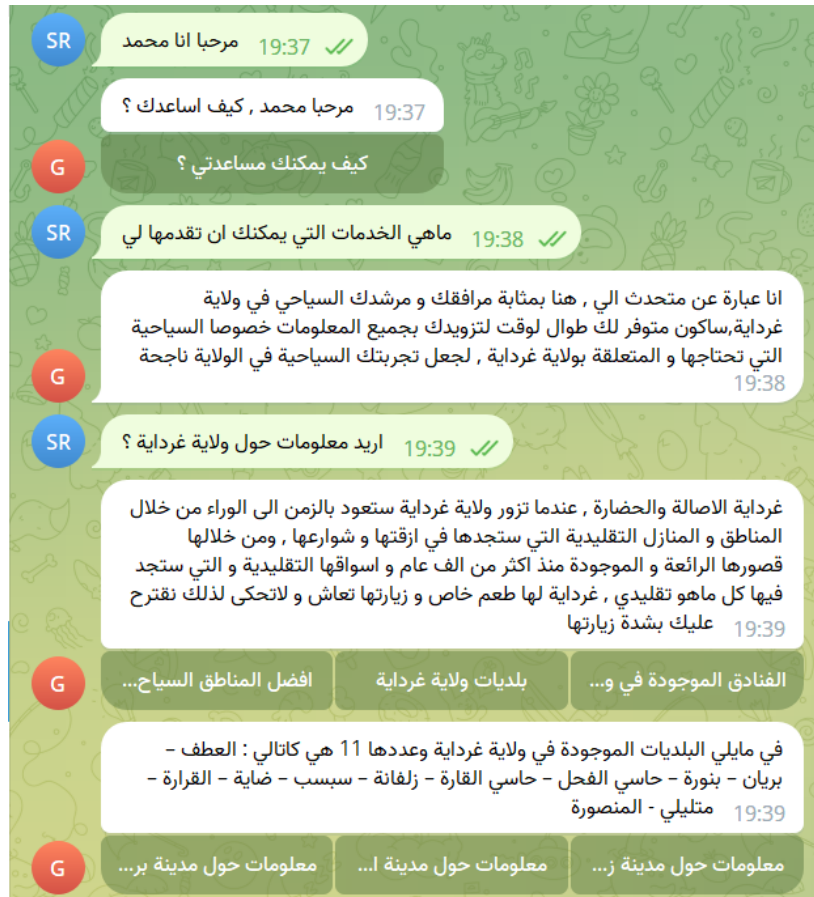 SR
مرحبا انا محمد 19:37
مرحبا محمد , كيف اساعدك ؟ 19:37
G
كيف يمكنك مساعدتي ؟
SR
ماهي الخدمات التي يمكنك ان تقدمها لي 19:38
انا عبارة عن متحدث الي , هنا بمثابة مرافقك و مرشدك السياحي في ولاية
غرداية,ساكون متوفر لك طوال لوقت لتزويدك بجميع المعلومات خصوصا السياحية
التي تحتاجها و المتعلقة بولاية غرداية , لجعل تجربتك السياحية في الولاية ناجحة
19:38
G
SR
اريد معلومات حول ولاية غرداية ؟ 19:39
غرداية الاصالة والحضارة , عندما تزور ولاية غرداية ستعود بالزمن الى الوراء من خلال
المناطق و المنازل التقليدية التي ستجدها في ازقتها و شوارعها , ومن خلالها
قصورها الرائعة و الموجودة منذ اكثر من الف عام و اسواقها التقليدية و التي ستجد
فيها كل ماهو تقليدي , غرداية لها طعم خاص و زيارتها تعاش و لاتحكى لذلك نقترح
عليك بشدة زيارتها 19:39
G
الفنادق الموجودة في و... بلديات ولاية غرداية افضل المناطق السياح...
في مايلي البلديات الموجودة في ولاية غرداية وعددها 11 هي كاتالي : العطف –
بريان – بنورة – حاسي الفحل – حاسي القارة – زلفانة – سبسب – ضاية – القرارة –
متليلي - المنصورة 19:39
G
معلومات حول مدينة ز... معلومات حول مدينة ا... معلومات حول مدينة بر...